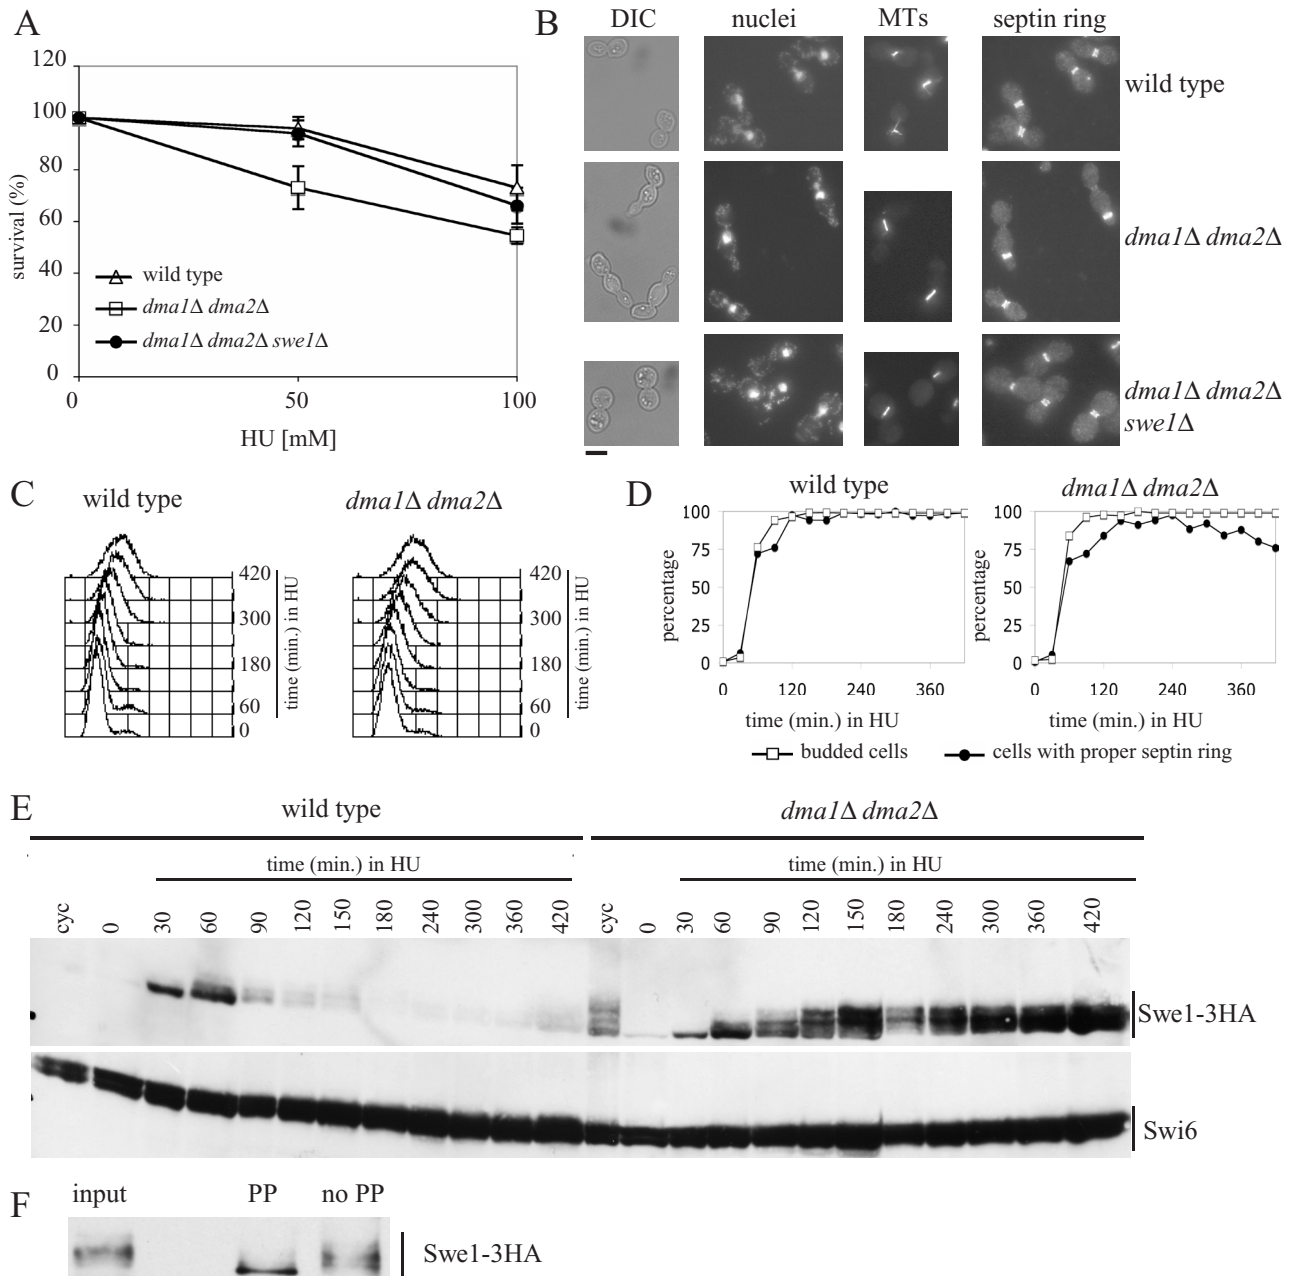 A
120
100
80
60
40
20
0
survival (%)
wild type
dma1Δ dma2Δ
dma1Δ dma2Δ swe1Δ
0 50 100
HU [mM]
B
DIC nuclei MTs septin ring
wild type
dma1Δ dma2Δ
dma1Δ dma2Δ
swe1Δ
C
wild type dma1Δ dma2Δ
420
300
180
60
0
time (min.) in HU
420
300
180
60
0
time (min.) in HU
D
wild type dma1Δ dma2Δ
100
75
50
25
0
percentage
0 120 240 360
time (min.) in HU
100
75
50
25
0
percentage
0 120 240 360
time (min.) in HU
budded cells cells with proper septin ring
E
wild type dma1Δ dma2Δ
time (min.) in HU time (min.) in HU
cyc 0 30 60 90 120 150 180 240 300 360 420 cyc 0 30 60 90 120 150 180 240 300 360 420
Swe1-3HA
Swi6
F
input PP no PP
Swe1-3HA